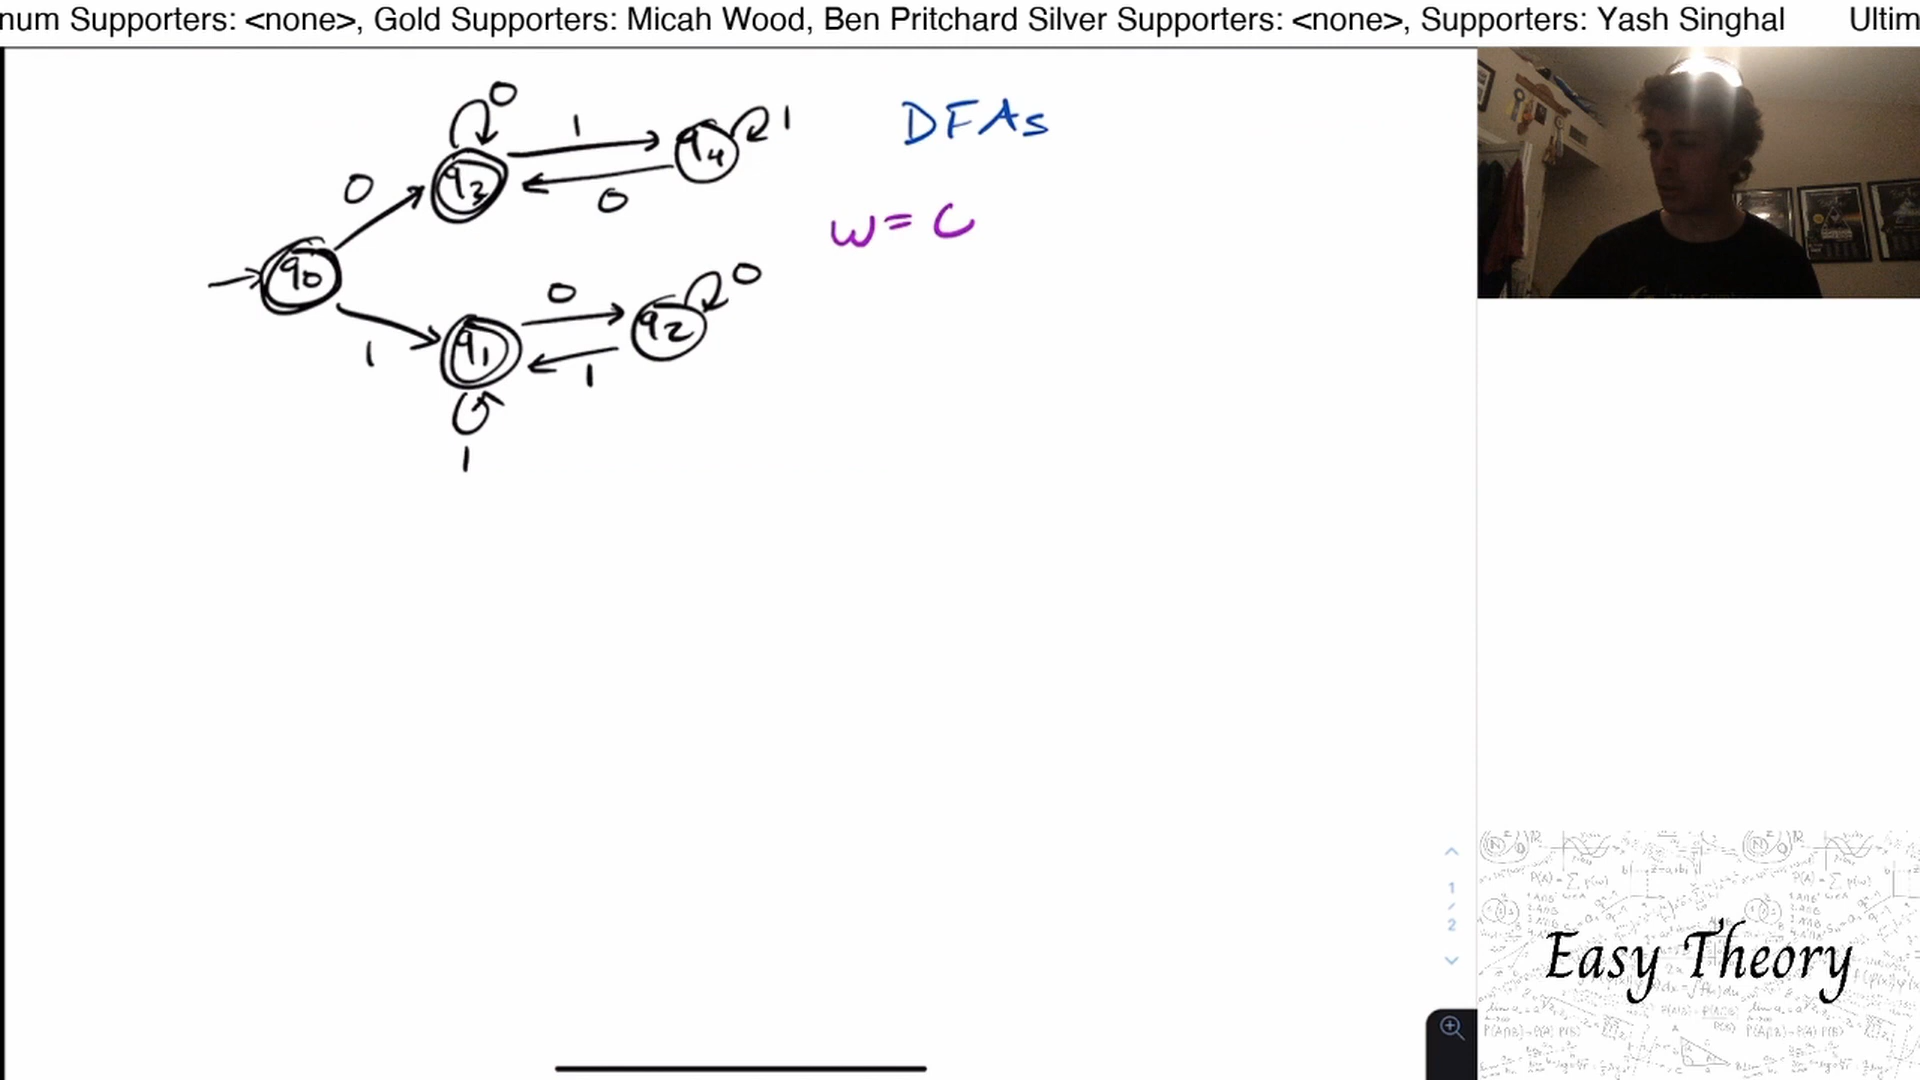 num Supporters: <none>, Gold Supporters: Micah Wood, Ben Pritchard Silver Supporters: <none>, Supporters: Yash Singhal Ultim
0
1
q4
1
DFAs
q3
0
0
w = C
q0
0
0
q2
1
q1
1
1
1
2
Easy Theory